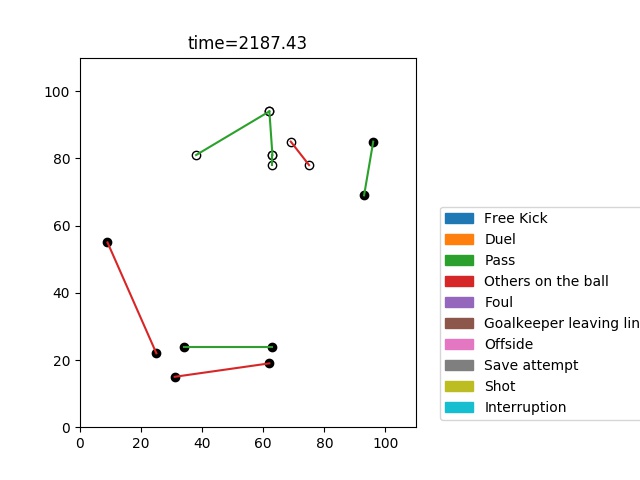 time=2187.43
100
80
60
40
20
0
0 20 40 60 80 100
Free Kick
Duel
Pass
Others on the ball
Foul
Goalkeeper leaving lin
Offside
Save attempt
Shot
Interruption